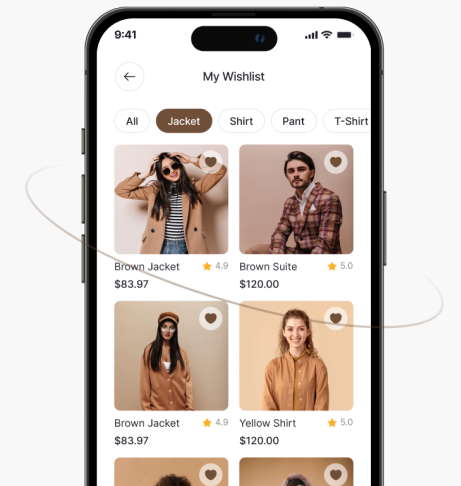 9:41
My Wishlist
All Jacket Shirt Pant T-Shirt
Brown Jacket 4.9 Brown Suite 5.0
$83.97 $120.00
Brown Jacket 4.9 Yellow Shirt 5.0
$83.97 $120.00